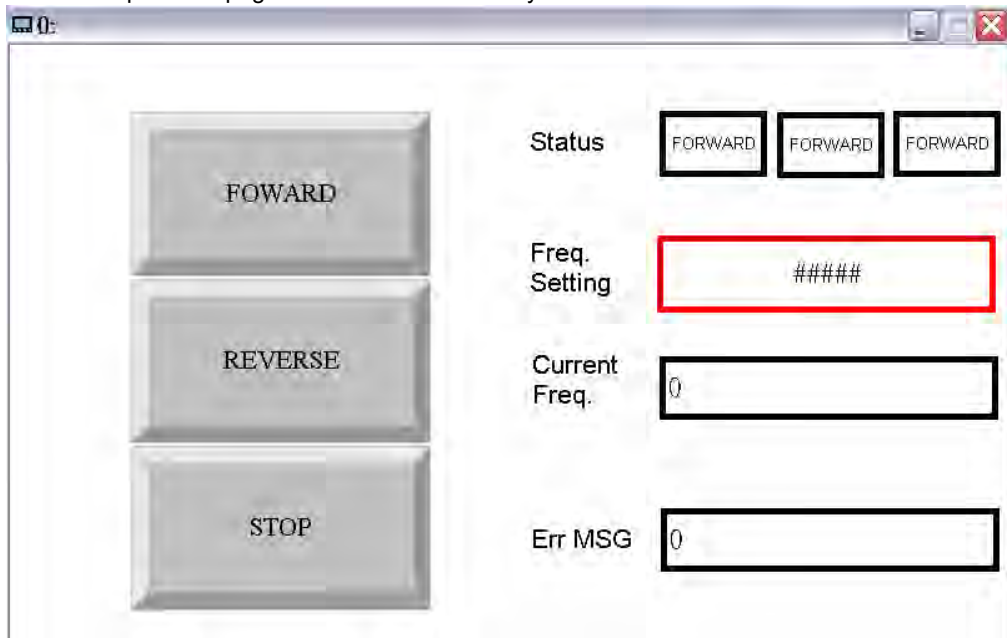 0:
FOWARD
REVERSE
STOP
Status
FORWARD FORWARD FORWARD
Freq.
Setting
#####
Current
Freq.
0
Err MSG
0